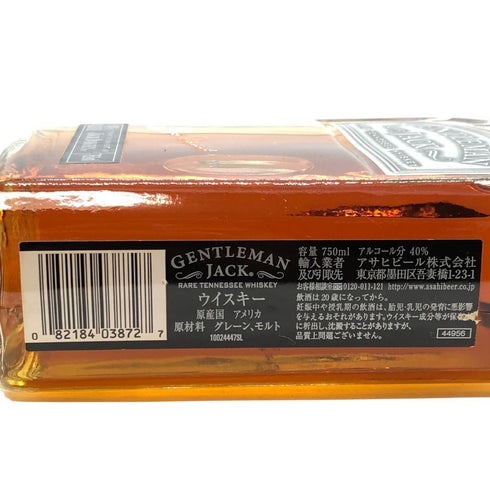 GENTLEMAN
JACK®
RARE TENNESSEE WHISKEY
ウイスキー
原産国 アメリカ
原材料 グレーン、モルト
10024447SL
0 82184 03872 7
容量 750ml アルコール分 40%
輸入業者 アサヒビール株式会社
及び引取先 東京都墨田区吾妻橋1-23-1
お客様相談室 0120-011-121 http://www.asahibeer.co.jp/
飲酒は20歳になってから。
妊娠中や授乳期の飲酒は、胎児・乳児の発育に悪影響
を与えるおそれがあります。ウイスキー成分等が保
に析出し、沈殿することがありますが、
品質上問題ございません。
44956